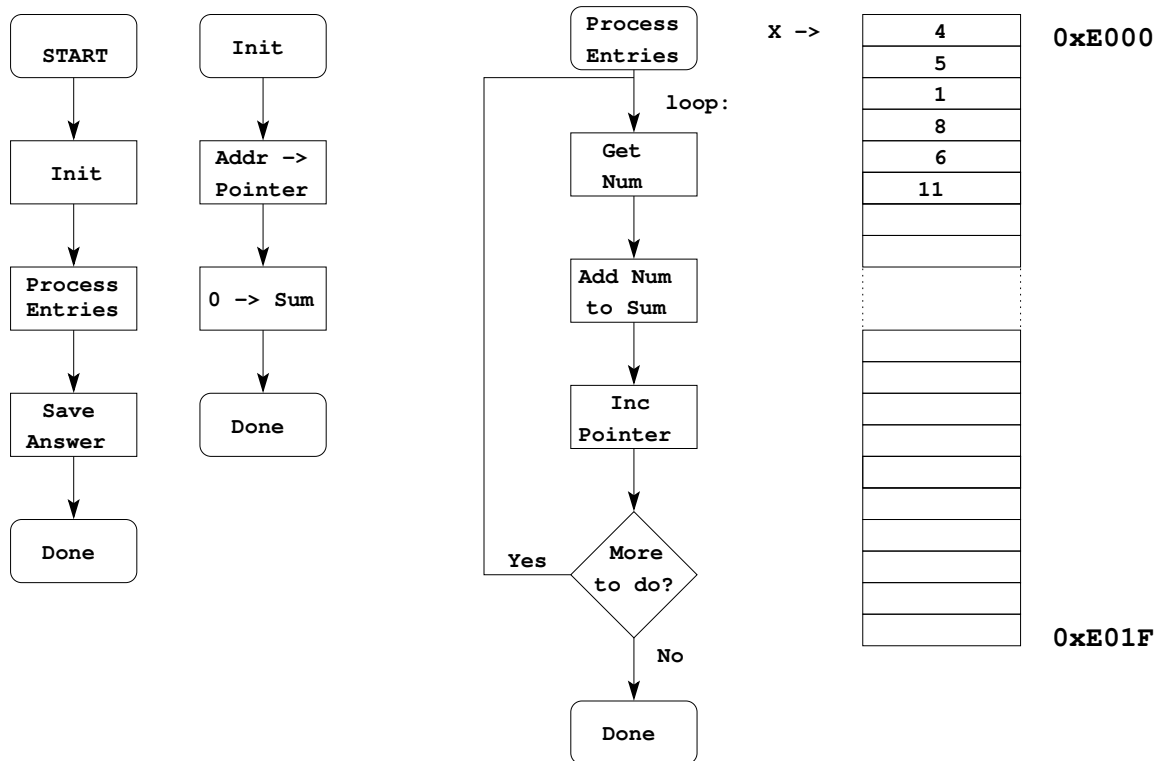 START
Init
Process
Entries
Save
Answer
Done
Init
Addr −>
Pointer
0 −> Sum
Done
Process
Entries
loop:
Get
Num
Add Num
to Sum
Inc
Pointer
More
to do?
Yes
No
Done
X −>
4
5
1
8
6
11
0xE000
0xE01F